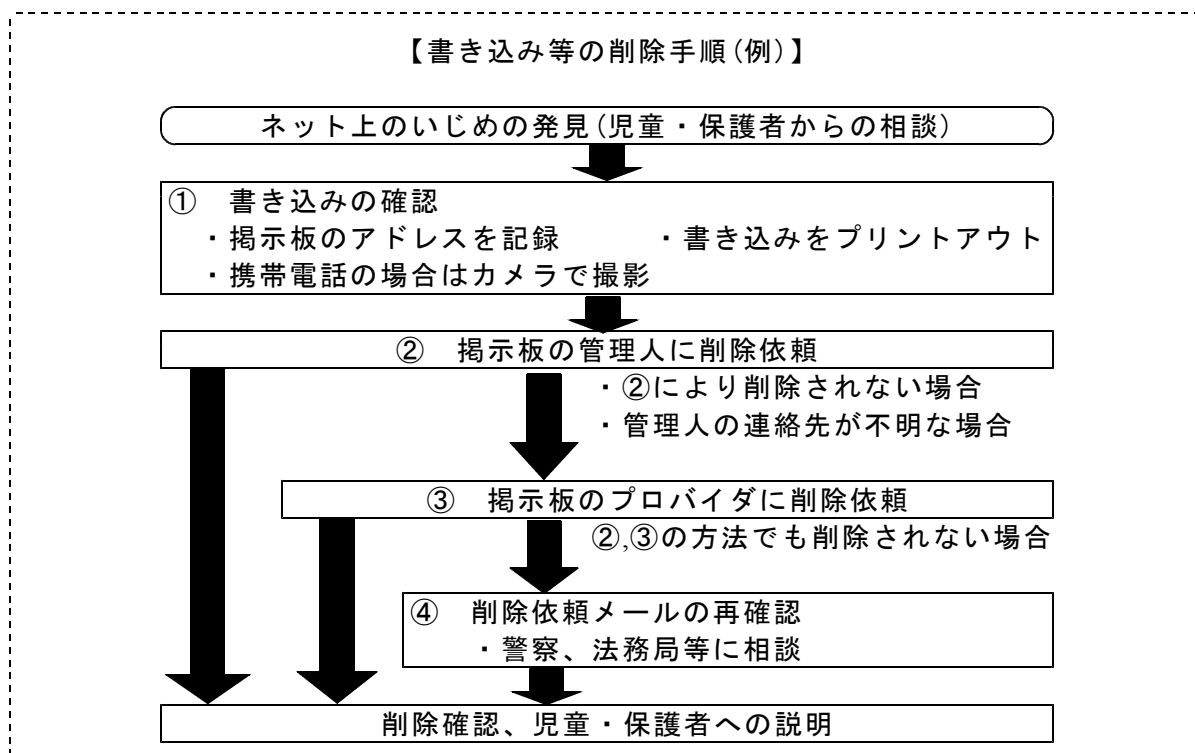 【書き込み等の削除手順(例)】
ネット上のいじめの発見(児童・保護者からの相談)
① 書き込みの確認
・掲示板のアドレスを記録 ・書き込みをプリントアウト
・携帯電話の場合はカメラで撮影
② 掲示板の管理人に削除依頼
・②により削除されない場合
・管理人の連絡先が不明な場合
③ 掲示板のプロバイダに削除依頼
②,③の方法でも削除されない場合
④ 削除依頼メールの再確認
・警察、法務局等に相談
削除確認、児童・保護者への説明